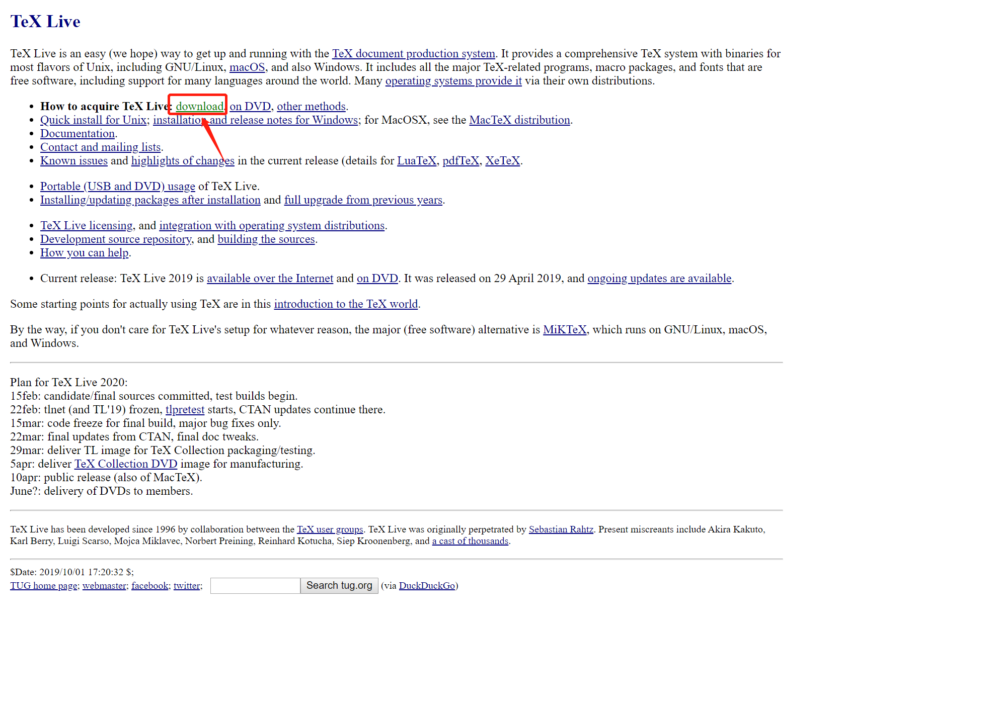 TeX Live
TeX Live is an easy (we hope) way to get up and running with the TeX document production system. It provides a comprehensive TeX system with binaries for
most flavors of Unix, including GNU/Linux, macOS, and also Windows. It includes all the major TeX-related programs, macro packages, and fonts that are
free software, including support for many languages around the world. Many operating systems provide it via their own distributions.
• How to acquire TeX Live: download, on DVD, other methods.
• Quick install for Unix; installation and release notes for Windows; for MacOSX, see the MacTeX distribution.
• Documentation.
• Contact and mailing lists.
• Known issues and highlights of changes in the current release (details for LuaTeX, pdfTeX, XeTeX.
• Portable (USB and DVD) usage of TeX Live.
• Installing/updating packages after installation and full upgrade from previous years.
• TeX Live licensing, and integration with operating system distributions.
• Development source repository, and building the sources.
• How you can help.
• Current release: TeX Live 2019 is available over the Internet and on DVD. It was released on 29 April 2019, and ongoing updates are available.
Some starting points for actually using TeX are in this introduction to the TeX world.
By the way, if you don't care for TeX Live's setup for whatever reason, the major (free software) alternative is MiKTeX, which runs on GNU/Linux, macOS,
and Windows.
Plan for TeX Live 2020:
15feb: candidate/final sources committed, test builds begin.
22feb: tlnet (and TL'19) frozen, tlpretest starts, CTAN updates continue there.
15mar: code freeze for final build, major bug fixes only.
22mar: final updates from CTAN, final doc tweaks.
29mar: deliver TL image for TeX Collection packaging/testing.
5apr: deliver TeX Collection DVD image for manufacturing.
10apr: public release (also of MacTeX).
June?: delivery of DVDs to members.
TeX Live has been developed since 1996 by collaboration between the TeX user groups. TeX Live was originally perpetrated by Sebastian Rahtz. Present miscreants include Akira Kakuto,
Karl Berry, Luigi Scarso, Mojca Miklavec, Norbert Preining, Reinhard Kotucha, Siep Kroonenberg, and a cast of thousands.
$Date: 2019/10/01 17:20:32 $;
TUG home page; webmaster; facebook; twitter; Search tug.org (via DuckDuckGo)